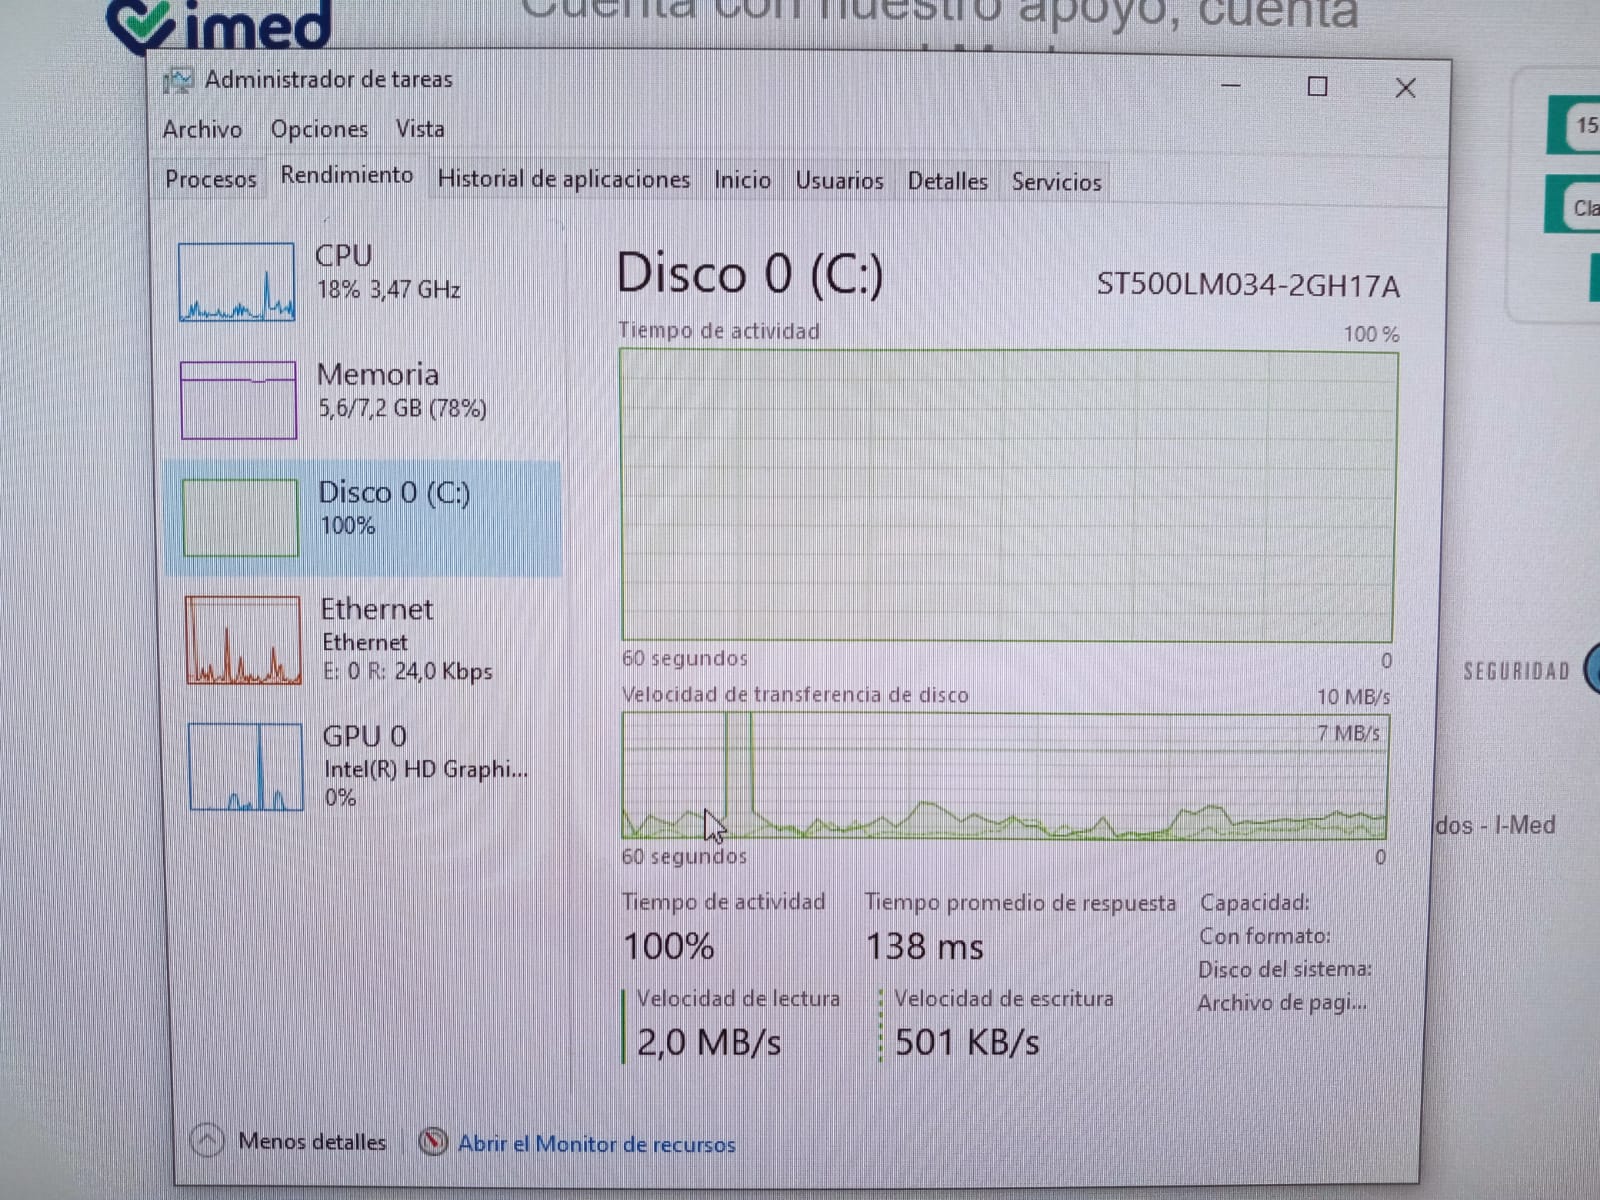 imed
Cuenta con nuestro apoyo, cuenta
Administrador de tareas
Archivo Opciones Vista
Procesos Rendimiento Historial de aplicaciones Inicio Usuarios Detalles Servicios
CPU
18% 3,47 GHz
Memoria
5,6/7,2 GB (78%)
Disco 0 (C:)
100%
Ethernet
Ethernet
E: 0 R: 24,0 Kbps
GPU 0
Intel(R) HD Graphi...
0%
Disco 0 (C:)
ST500LM034-2GH17A
Tiempo de actividad
100 %
60 segundos
0
Velocidad de transferencia de disco
10 MB/s
7 MB/s
60 segundos
0
Tiempo de actividad
100%
Tiempo promedio de respuesta
138 ms
Velocidad de lectura
2,0 MB/s
Velocidad de escritura
501 KB/s
Capacidad:
Con formato:
Disco del sistema:
Archivo de pagi...
Menos detalles
Abrir el Monitor de recursos
15
Cla
SEGURIDAD
dos - I-Med